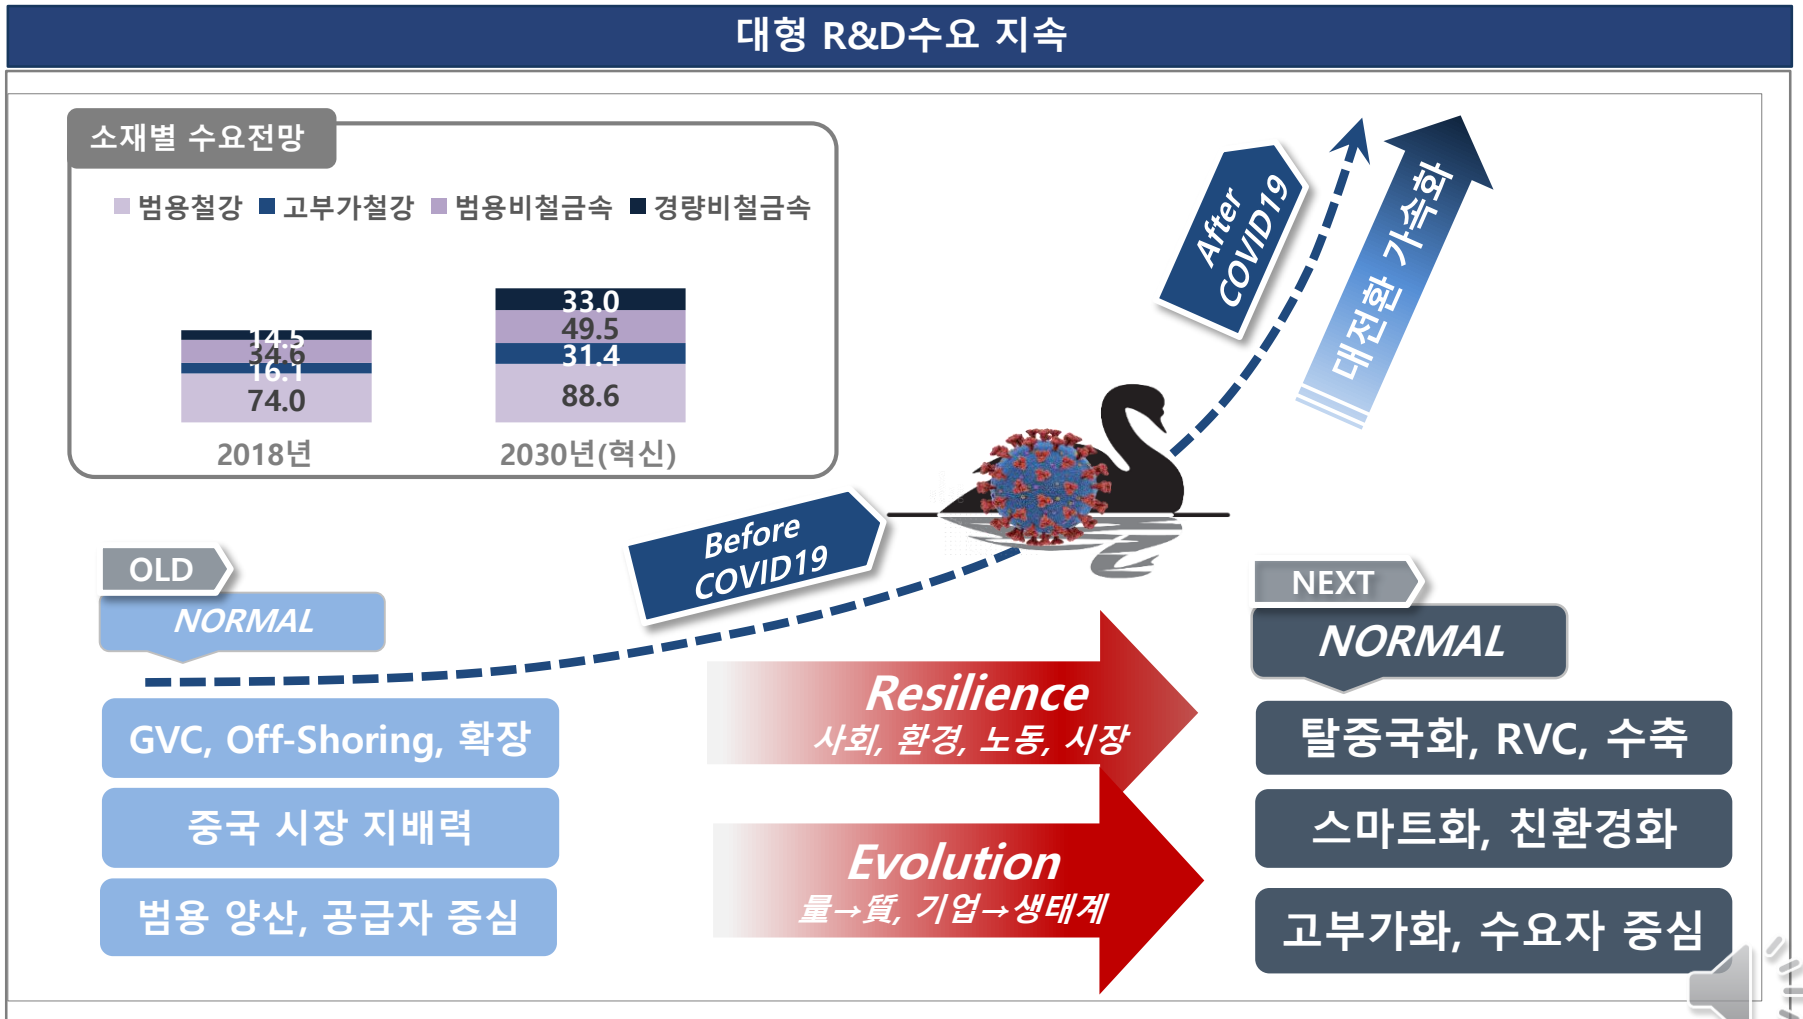 대형 R&D수요 지속
소재별 수요전망
범용철강 고부가철강 범용비철금속 경량비철금속
14.5
34.6
16.1
74.0
33.0
49.5
31.4
88.6
2018년 2030년(혁신)
After
COVID19
대전환 가속화
Before
COVID19
OLD
NORMAL
GVC, Off-Shoring, 확장
중국 시장 지배력
범용 양산, 공급자 중심
Resilience
사회, 환경, 노동, 시장
Evolution
量→質, 기업→생태계
NEXT
NORMAL
탈중국화, RVC, 수축
스마트화, 친환경화
고부가화, 수요자 중심